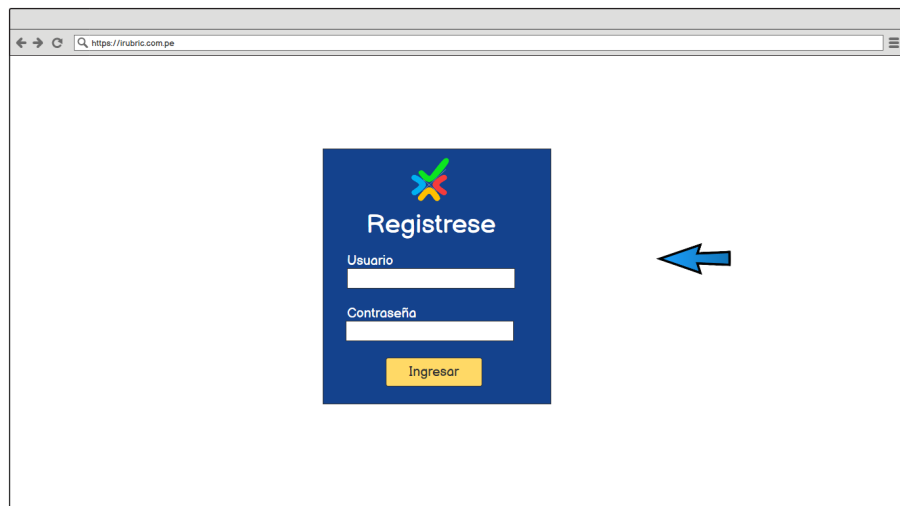 https://irubric.com.pe
Registrese
Usuario
Contraseña
Ingresar